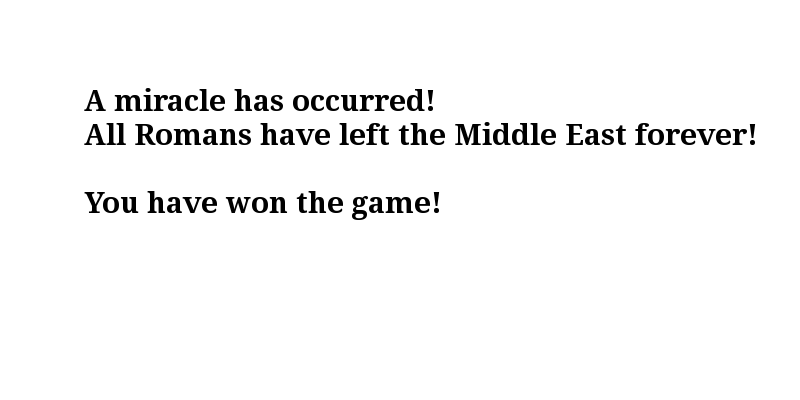 A miracle has occurred!
All Romans have left the Middle East forever!
You have won the game!